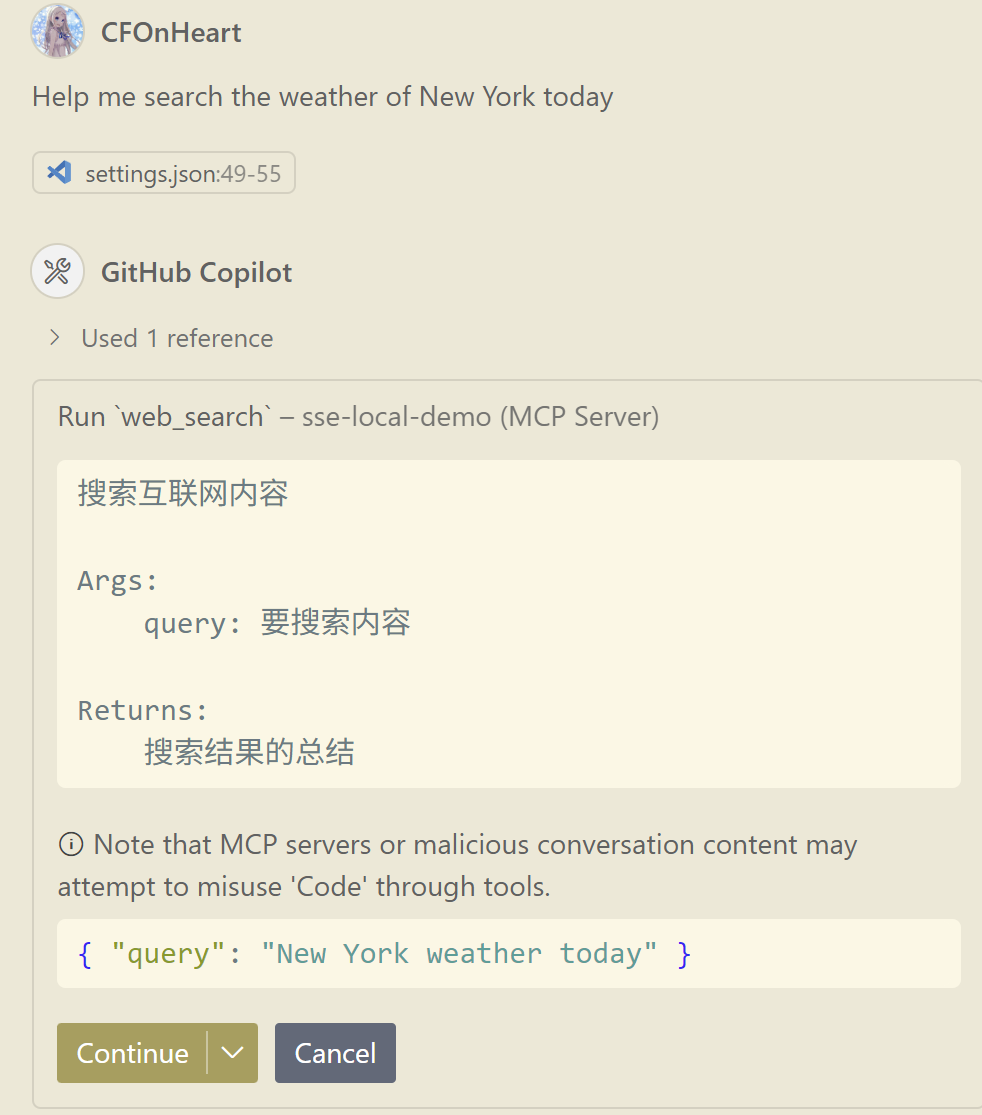 CFOnHeart
Help me search the weather of New York today
settings.json:49-55
GitHub Copilot
Used 1 reference
Run `web_search` – sse-local-demo (MCP Server)
搜索互联网内容
Args:
query: 要搜索内容
Returns:
搜索结果的总结
Note that MCP servers or malicious conversation content may
attempt to misuse 'Code' through tools.
{ "query": "New York weather today" }
Continue
Cancel